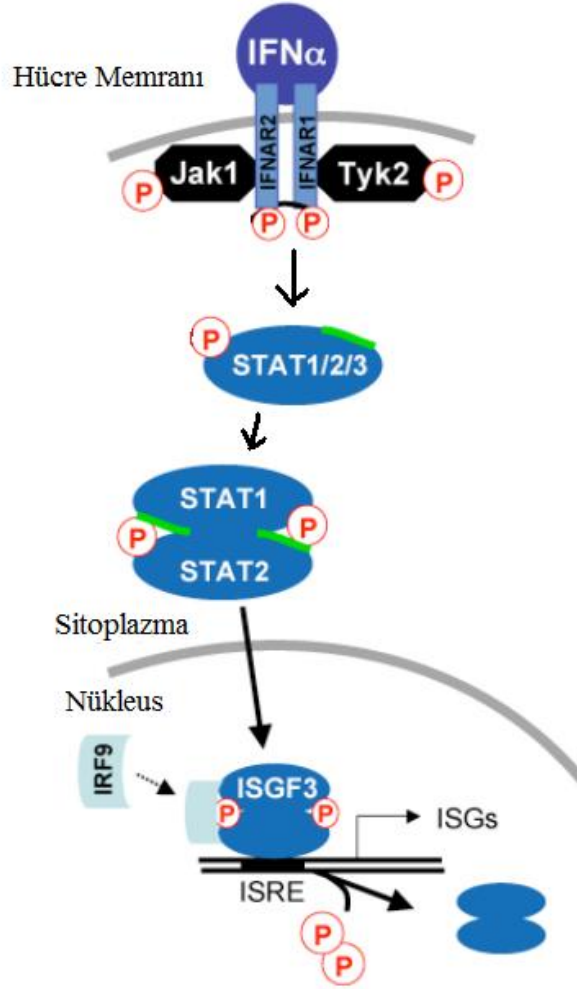 IFNα
Hücre Memranı
IFNAR2
IFNAR1
Jak1
Tyk2
P
P
P
P
P
STAT1/2/3
STAT1
P
P
STAT2
Sitoplazma
Nükleus
IRF9
ISGF3
P
P
ISGs
ISRE
P
P